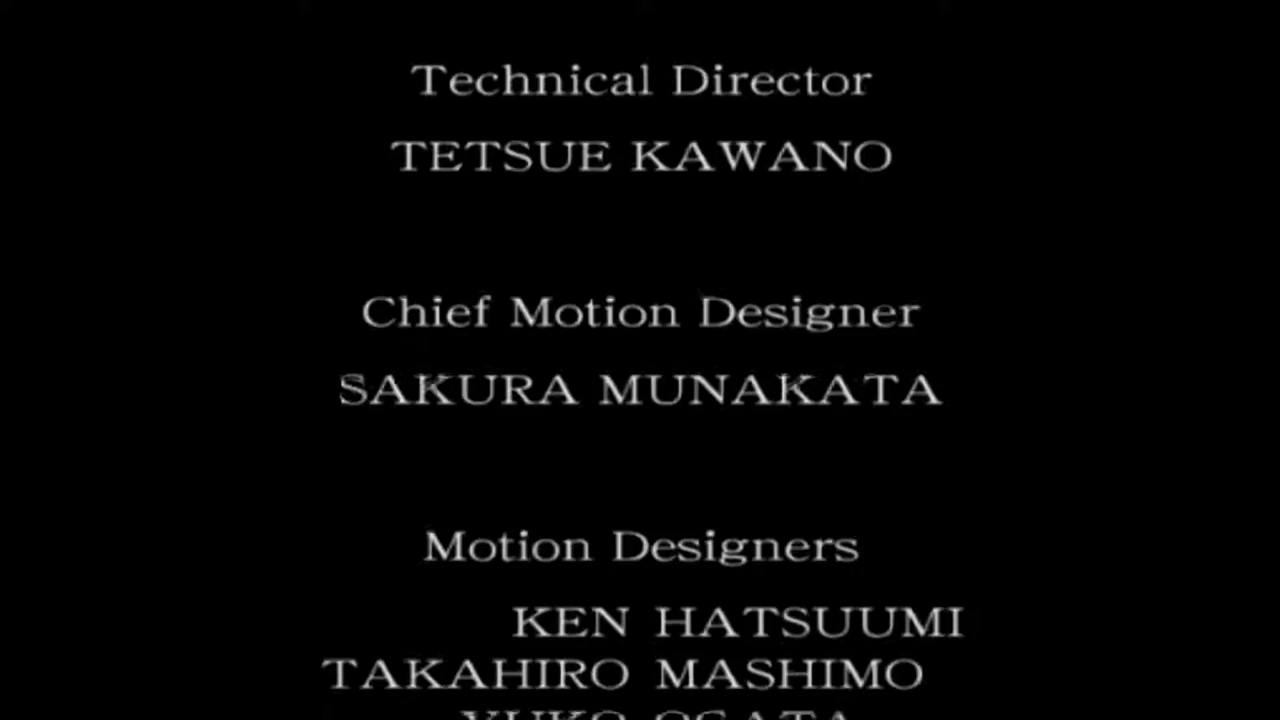 Technical Director
TETSUE KAWANO
Chief Motion Designer
SAKURA MUNAKATA
Motion Designers
KEN HATSUUMI
TAKAHIRO MASHIMO